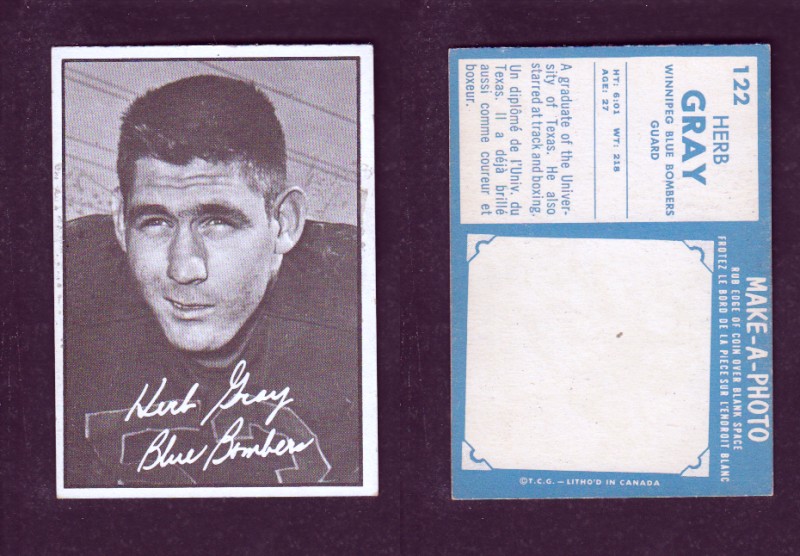 Herb Gray
Blue Bombers
122
HERB
GRAY
WINNIPEG BLUE BOMBERS
GUARD
HT: 6:01 WT: 218
AGE: 27
A graduate of the Univer-
sity of Texas. He also
starred at track and boxing.
Un diplômé de l'Univ. du
Texas. Il a déjà brillé
aussi comme coureur et
boxeur.
MAKE-A-PHOTO
RUB EDGE OF COIN OVER BLANK SPACE
FROTEZ LE BORD DE LA PIECE SUR L'ENDROIT BLANC
©T.C.G. — LITHO'D IN CANADA